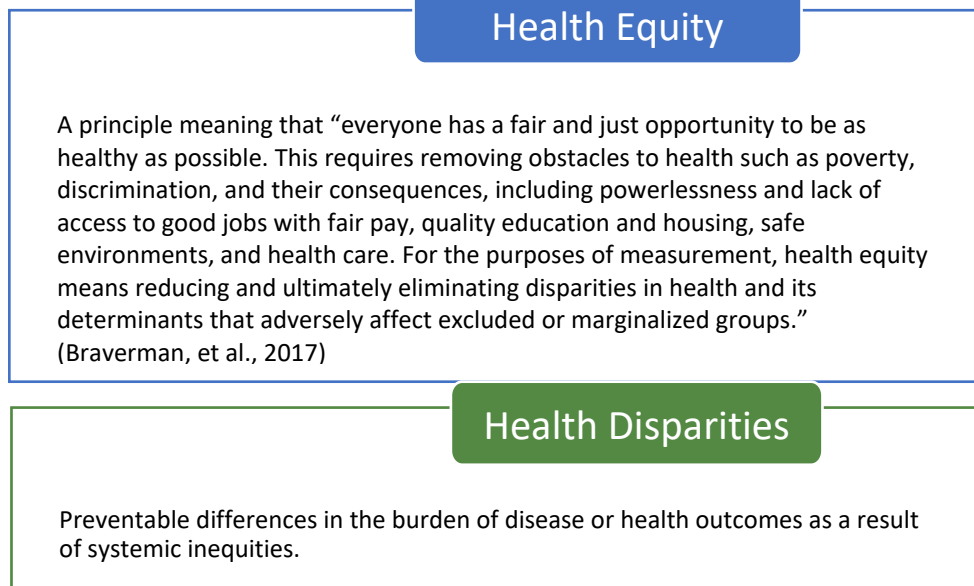 Health Equity
A principle meaning that “everyone has a fair and just opportunity to be as
healthy as possible. This requires removing obstacles to health such as poverty,
discrimination, and their consequences, including powerlessness and lack of
access to good jobs with fair pay, quality education and housing, safe
environments, and health care. For the purposes of measurement, health equity
means reducing and ultimately eliminating disparities in health and its
determinants that adversely affect excluded or marginalized groups.”
(Braverman, et al., 2017)
Health Disparities
Preventable differences in the burden of disease or health outcomes as a result
of systemic inequities.